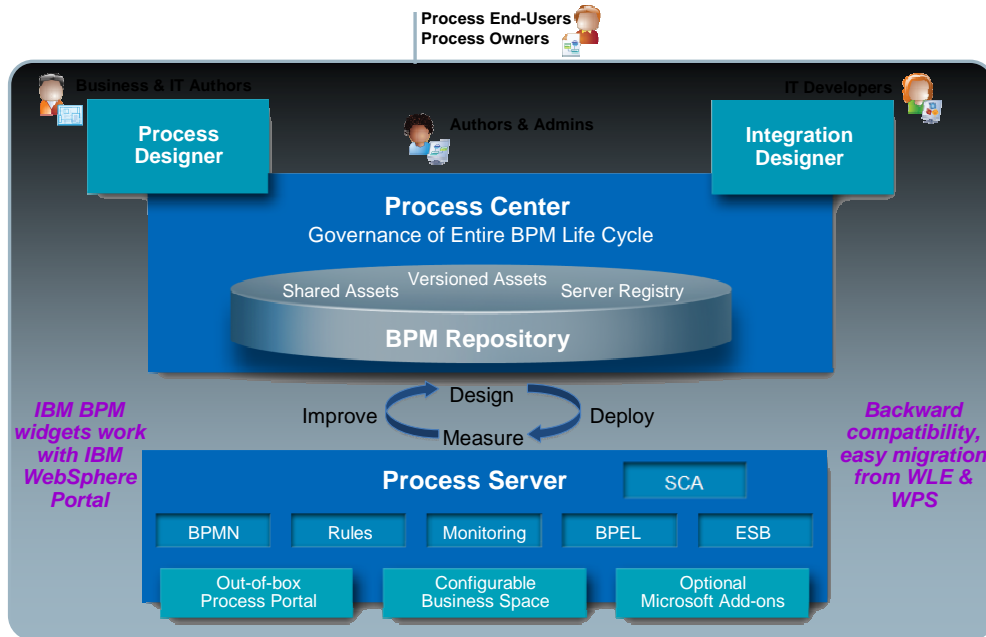 Process End-Users
Process Owners
Business & IT Authors
IT Developers
Process
Designer
Authors & Admins
Integration
Designer
Process Center
Governance of Entire BPM Life Cycle
Shared Assets
Versioned Assets
Server Registry
BPM Repository
Improve
Design
Deploy
Measure
IBM BPM
widgets work
with IBM
WebSphere
Portal
Backward
compatibility,
easy migration
from WLE &
WPS
Process Server
SCA
BPMN
Rules
Monitoring
BPEL
ESB
Out-of-box
Process Portal
Configurable
Business Space
Optional
Microsoft Add-ons